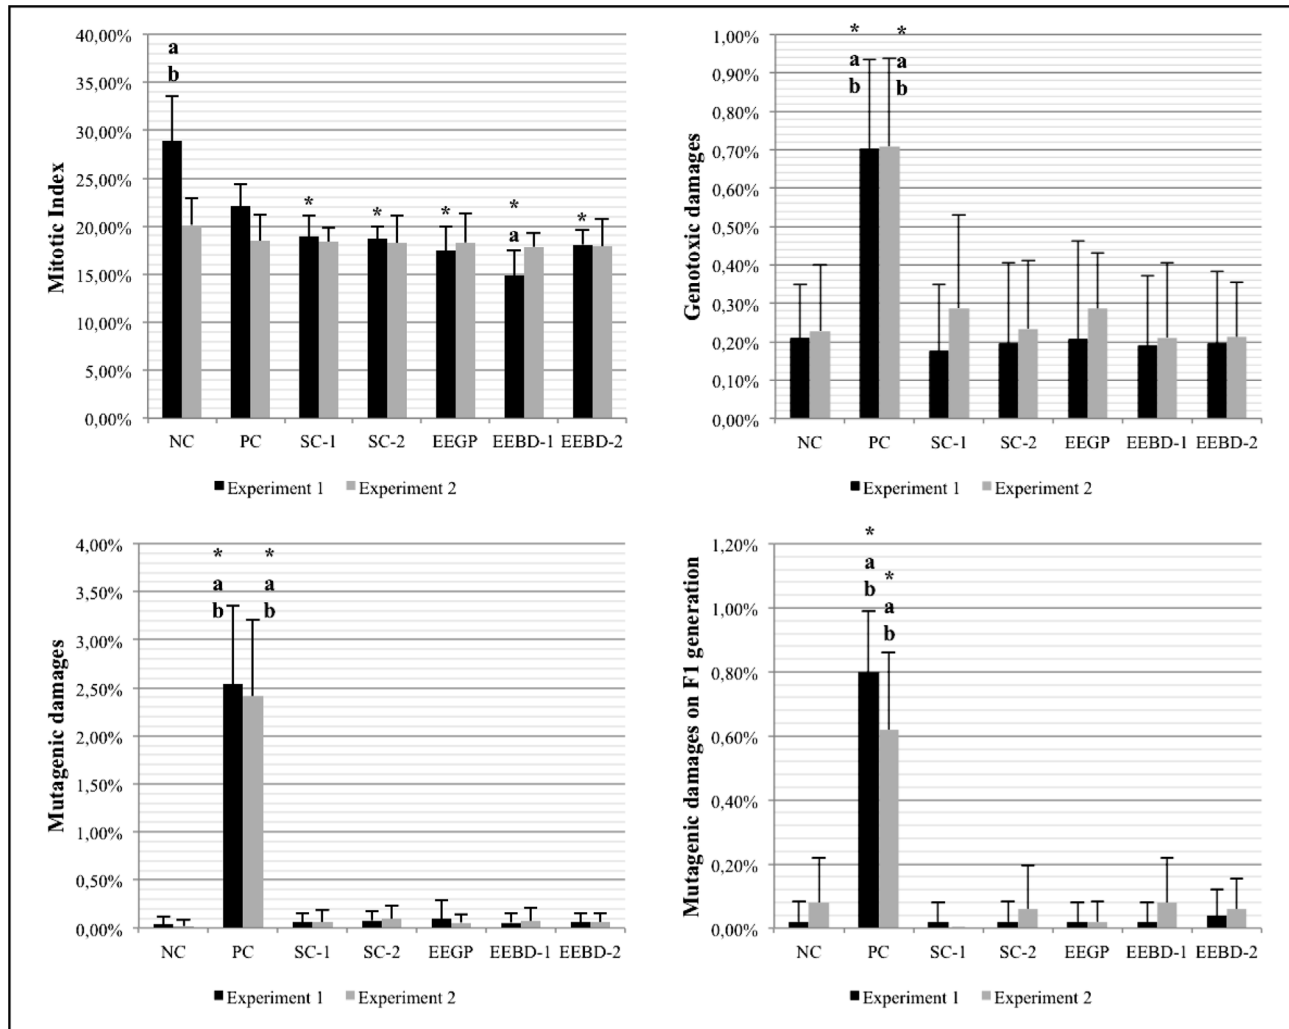 40,00%
35,00%
30,00%
25,00%
20,00%
15,00%
10,00%
5,00%
0,00%
Mitotic Index
a
b
*
*
*
*
a
*
NC PC SC-1 SC-2 EEGP EEBD-1 EEBD-2
Experiment 1 Experiment 2
1,00%
0,90%
0,80%
0,70%
0,60%
0,50%
0,40%
0,30%
0,20%
0,10%
0,00%
Genotoxic damages
* *
a a
b b
NC PC SC-1 SC-2 EEGP EEBD-1 EEBD-2
Experiment 1 Experiment 2
4,00%
3,50%
3,00%
2,50%
2,00%
1,50%
1,00%
0,50%
0,00%
Mutagenic damages
* *
a a
b b
NC PC SC-1 SC-2 EEGP EEBD-1 EEBD-2
Experiment 1 Experiment 2
1,20%
1,00%
0,80%
0,60%
0,40%
0,20%
0,00%
Mutagenic damages on F1 generation
*
a
b
*
a
b
NC PC SC-1 SC-2 EEGP EEBD-1 EEBD-2
Experiment 1 Experiment 2